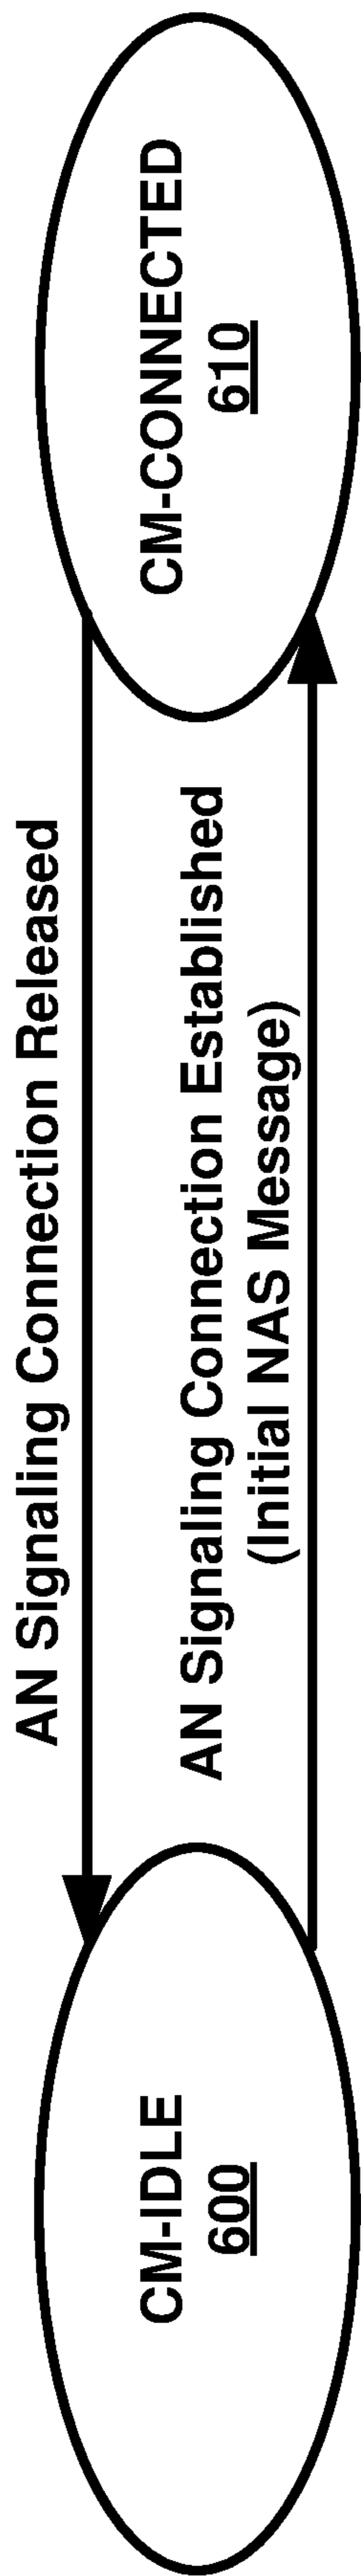 AN Signaling Connection Released
CM-IDLE
600
AN Signaling Connection Established
(Initial NAS Message)
CM-CONNECTED
610